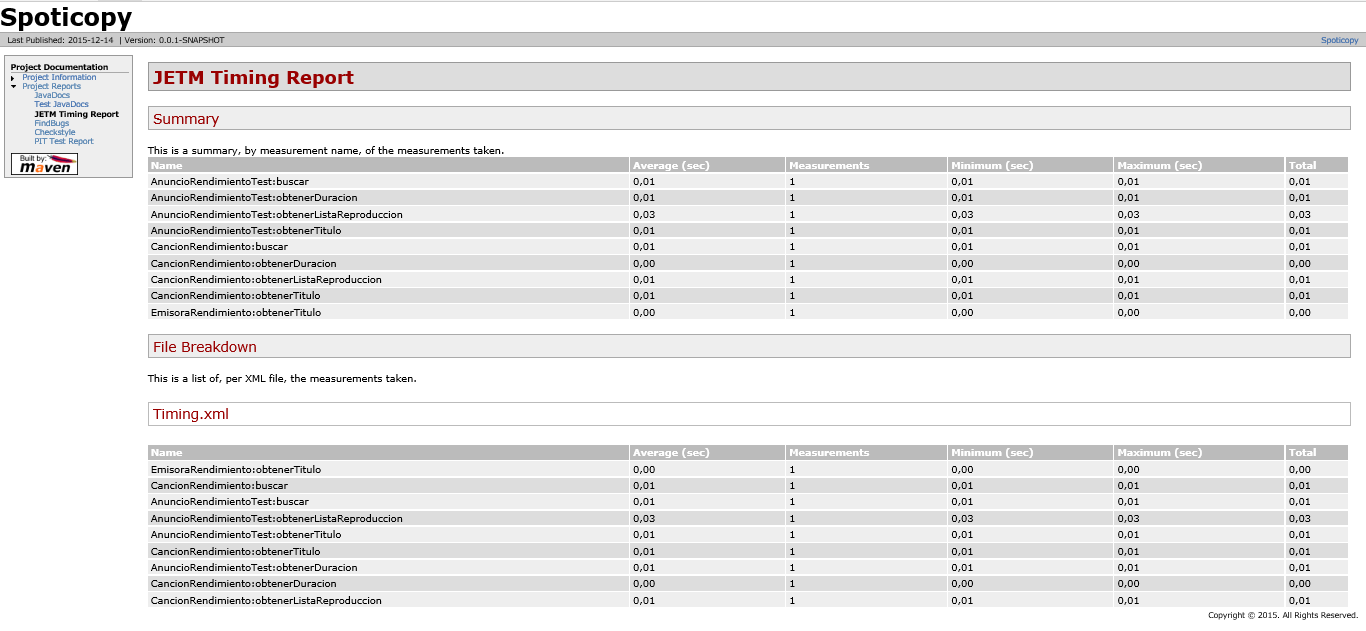 Spoticopy
Last Published: 2015-12-14 | Version: 0.0.1-SNAPSHOT Spoticopy
Project Documentation
Project Information
Project Reports
JavaDocs
Test JavaDocs
JETM Timing Report
FindBugs
Checkstyle
PIT Test Report
Built by:
maven
JETM Timing Report
Summary
This is a summary, by measurement name, of the measurements taken.
Name Average (sec) Measurements Minimum (sec) Maximum (sec) Total
AnuncioRendimientoTest:buscar 0,01 1 0,01 0,01 0,01
AnuncioRendimientoTest:obtenerDuracion 0,01 1 0,01 0,01 0,01
AnuncioRendimientoTest:obtenerListaReproduccion 0,03 1 0,03 0,03 0,03
AnuncioRendimientoTest:obtenerTitulo 0,01 1 0,01 0,01 0,01
CancionRendimiento:buscar 0,01 1 0,01 0,01 0,01
CancionRendimiento:obtenerDuracion 0,00 1 0,00 0,00 0,00
CancionRendimiento:obtenerListaReproduccion 0,01 1 0,01 0,01 0,01
CancionRendimiento:obtenerTitulo 0,01 1 0,01 0,01 0,01
EmisoraRendimiento:obtenerTitulo 0,00 1 0,00 0,00 0,00
File Breakdown
This is a list of, per XML file, the measurements taken.
Timing.xml
Name Average (sec) Measurements Minimum (sec) Maximum (sec) Total
EmisoraRendimiento:obtenerTitulo 0,00 1 0,00 0,00 0,00
CancionRendimiento:buscar 0,01 1 0,01 0,01 0,01
AnuncioRendimientoTest:buscar 0,01 1 0,01 0,01 0,01
AnuncioRendimientoTest:obtenerListaReproduccion 0,03 1 0,03 0,03 0,03
AnuncioRendimientoTest:obtenerTitulo 0,01 1 0,01 0,01 0,01
CancionRendimiento:obtenerTitulo 0,01 1 0,01 0,01 0,01
AnuncioRendimientoTest:obtenerDuracion 0,01 1 0,01 0,01 0,01
CancionRendimiento:obtenerDuracion 0,00 1 0,00 0,00 0,00
CancionRendimiento:obtenerListaReproduccion 0,01 1 0,01 0,01 0,01
Copyright © 2015. All Rights Reserved.